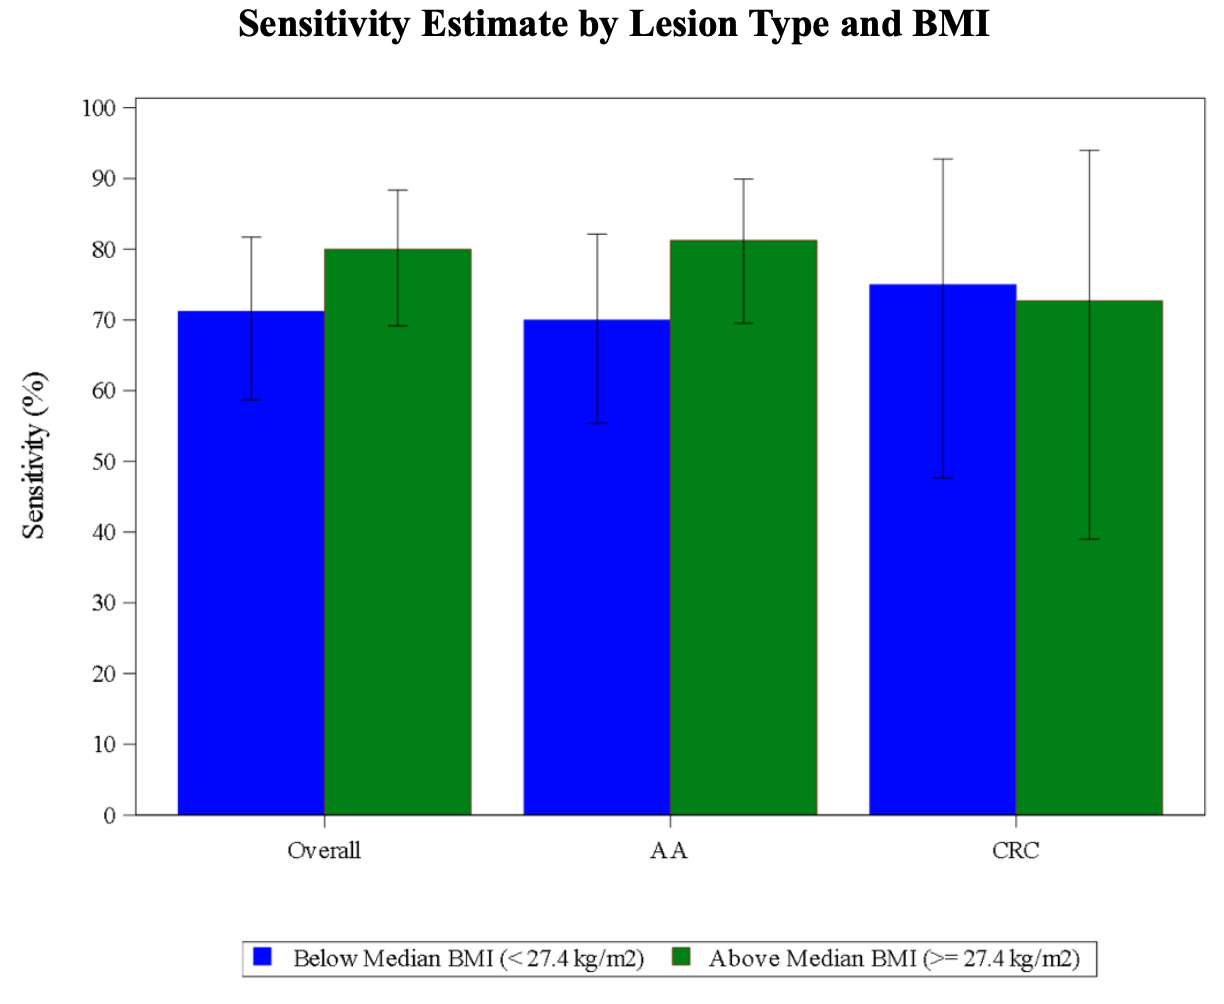 Sensitivity Estimate by Lesion Type and BMI
100
90
80
70
60
50
40
30
20
10
0
Sensitivity (%)
Overall
AA
CRC
Below Median BMI (< 27.4 kg/m2)
Above Median BMI (>= 27.4 kg/m2)